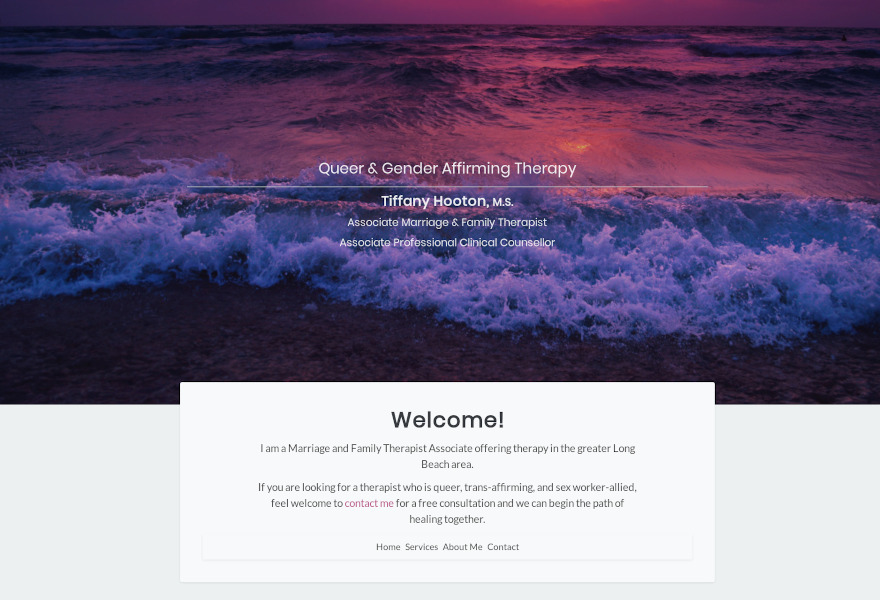 Queer & Gender Affirming Therapy
Tiffany Hooton, M.S.
Associate Marriage & Family Therapist
Associate Professional Clinical Counsellor
Welcome!
I am a Marriage and Family Therapist Associate offering therapy in the greater Long
Beach area.
If you are looking for a therapist who is queer, trans-affirming, and sex worker-allied,
feel welcome to contact me for a free consultation and we can begin the path of
healing together.
Home Services About Me Contact